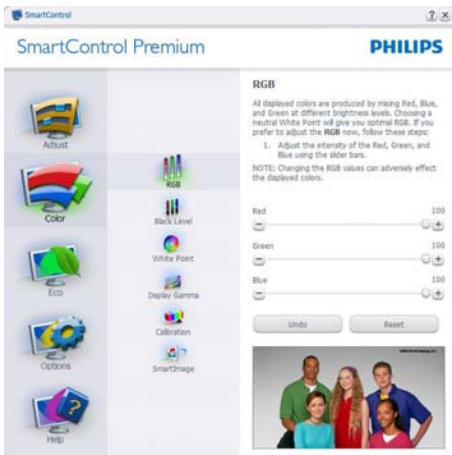 SmartControl
? ×
SmartControl Premium
PHILIPS
Adjust
Color
Eco
Options
Help
RGB
Black Level
White Point
Display Gamma
Calibration
SmartImage
RGB
All displayed colors are produced by mixing Red, Blue,
and Green at different brightness levels. Choosing a
neutral White Point will give you optimal RGB. If you
prefer to adjust the RGB now, follow these steps:
1. Adjust the intensity of the Red, Green, and
Blue using the slider bars.
NOTE: Changing the RGB values can adversely effect
the displayed colors.
Red 100
Green 100
Blue 100
Undo
Reset